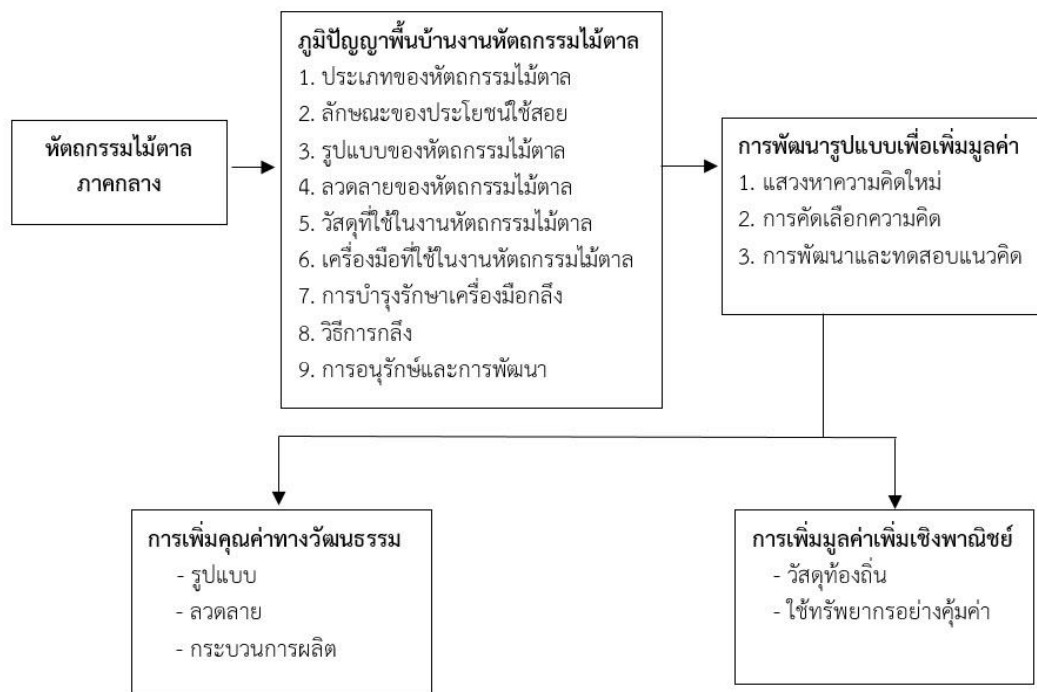 หัตถกรรมไม้ตาล
ภาคกลาง
ภูมิปัญญาพื้นบ้านงานหัตถกรรมไม้ตาล
1. ประเภทของหัตถกรรมไม้ตาล
2. ลักษณะของประโยชน์ใช้สอย
3. รูปแบบของหัตถกรรมไม้ตาล
4. ลวดลายของหัตถกรรมไม้ตาล
5. วัสดุที่ใช้ในงานหัตถกรรมไม้ตาล
6. เครื่องมือที่ใช้ในงานหัตถกรรมไม้ตาล
7. การบำรุงรักษาเครื่องมือกลึง
8. วิธีการกลึง
9. การอนุรักษ์และการพัฒนา
การพัฒนารูปแบบเพื่อเพิ่มมูลค่า
1. แสวงหาความคิดใหม่
2. การคัดเลือกความคิด
3. การพัฒนาและทดสอบแนวคิด
การเพิ่มคุณค่าทางวัฒนธรรม
- รูปแบบ
- ลวดลาย
- กระบวนการผลิต
การเพิ่มมูลค่าเพิ่มเชิงพาณิชย์
- วัสดุท้องถิ่น
- ใช้ทรัพยากรอย่างคุ้มค่า